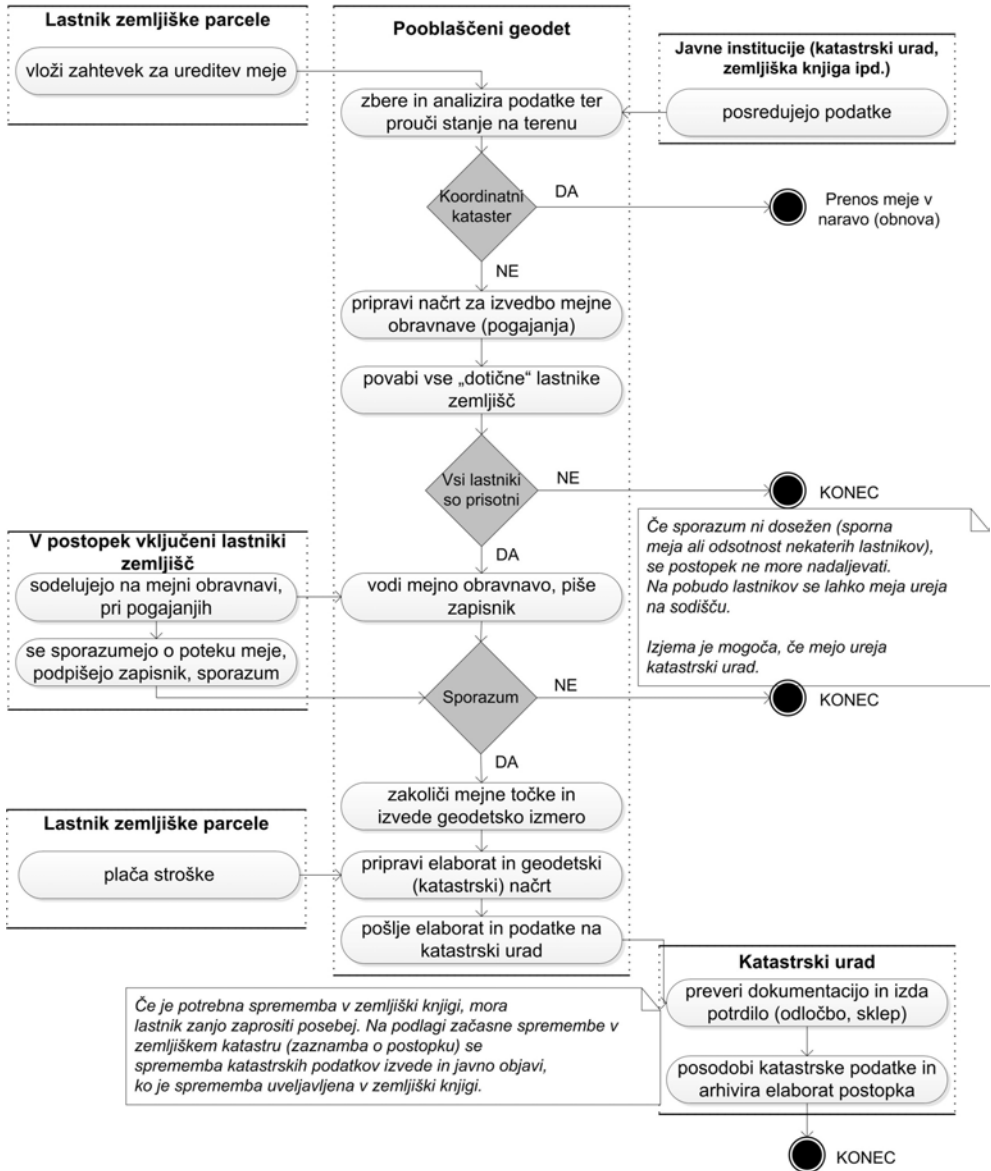 Lastnik zemljiške parcele
vloži zahtevek za ureditev meje
Pooblaščeni geodet
Javne institucije (katastrski urad,
zemljiška knjiga ipd.)
posredujejo podatke
zbere in analizira podatke ter
prouči stanje na terenu
Koordinatni
kataster
DA
Prenos meje v
naravo (obnova)
NE
pripravi načrt za izvedbo mejne
obravnave (pogajanja)
povabi vse „dotične“ lastnike
zemljišč
Vsi lastniki
so prisotni
NE
KONEC
DA
Če sporazum ni dosežen (sporna
meja ali odsotnost nekaterih lastnikov),
se postopek ne more nadaljevati.
Na pobudo lastnikov se lahko meja ureja
na sodišču.
Izjema je mogoča, če mejo ureja
katastrski urad.
V postopek vključeni lastniki
zemljišč
sodelujejo na mejni obravnavi,
pri pogajanjih
se sporazumejo o poteku meje,
podpišejo zapisnik, sporazum
vodi mejno obravnavo, piše
zapisnik
Sporazum
NE
KONEC
DA
zakoliči mejne točke in
izvede geodetsko izmero
Lastnik zemljiške parcele
plača stroške
pripravi elaborat in geodetski
(katastrski) načrt
pošlje elaborat in podatke na
katastrski urad
Katastrski urad
preveri dokumentacijo in izda
potrdilo (odločbo, sklep)
Če je potrebna sprememba v zemljiški knjigi, mora
lastnik zanjo zaprositi posebej. Na podlagi začasne spremembe v
zemljiškem katastru (zaznamba o postopku) se
sprememba katastrskih podatkov izvede in javno objavi,
ko je sprememba uveljavljena v zemljiški knjigi.
posodobi katastrske podatke in
arhivira elaborat postopka
KONEC